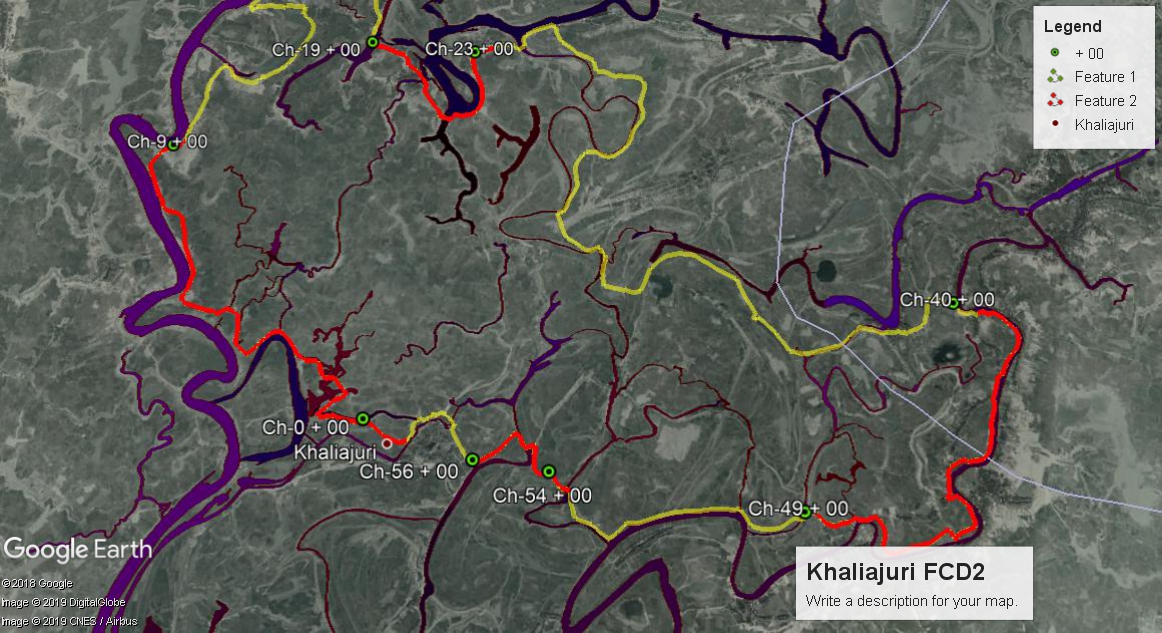 Legend
+ 00
Feature 1
Feature 2
Khaliajuri
Ch-19 + 00
Ch-23 + 00
Ch-9 + 00
Ch-40 + 00
Ch-0 + 00
Khaliajuri
Ch-56 + 00
Ch-54 + 00
Ch-49 + 00
Google Earth
©2018 Google
Image © 2019 DigitalGlobe
Image © 2019 CNES / Airbus
Khaliajuri FCD2
Write a description for your map.